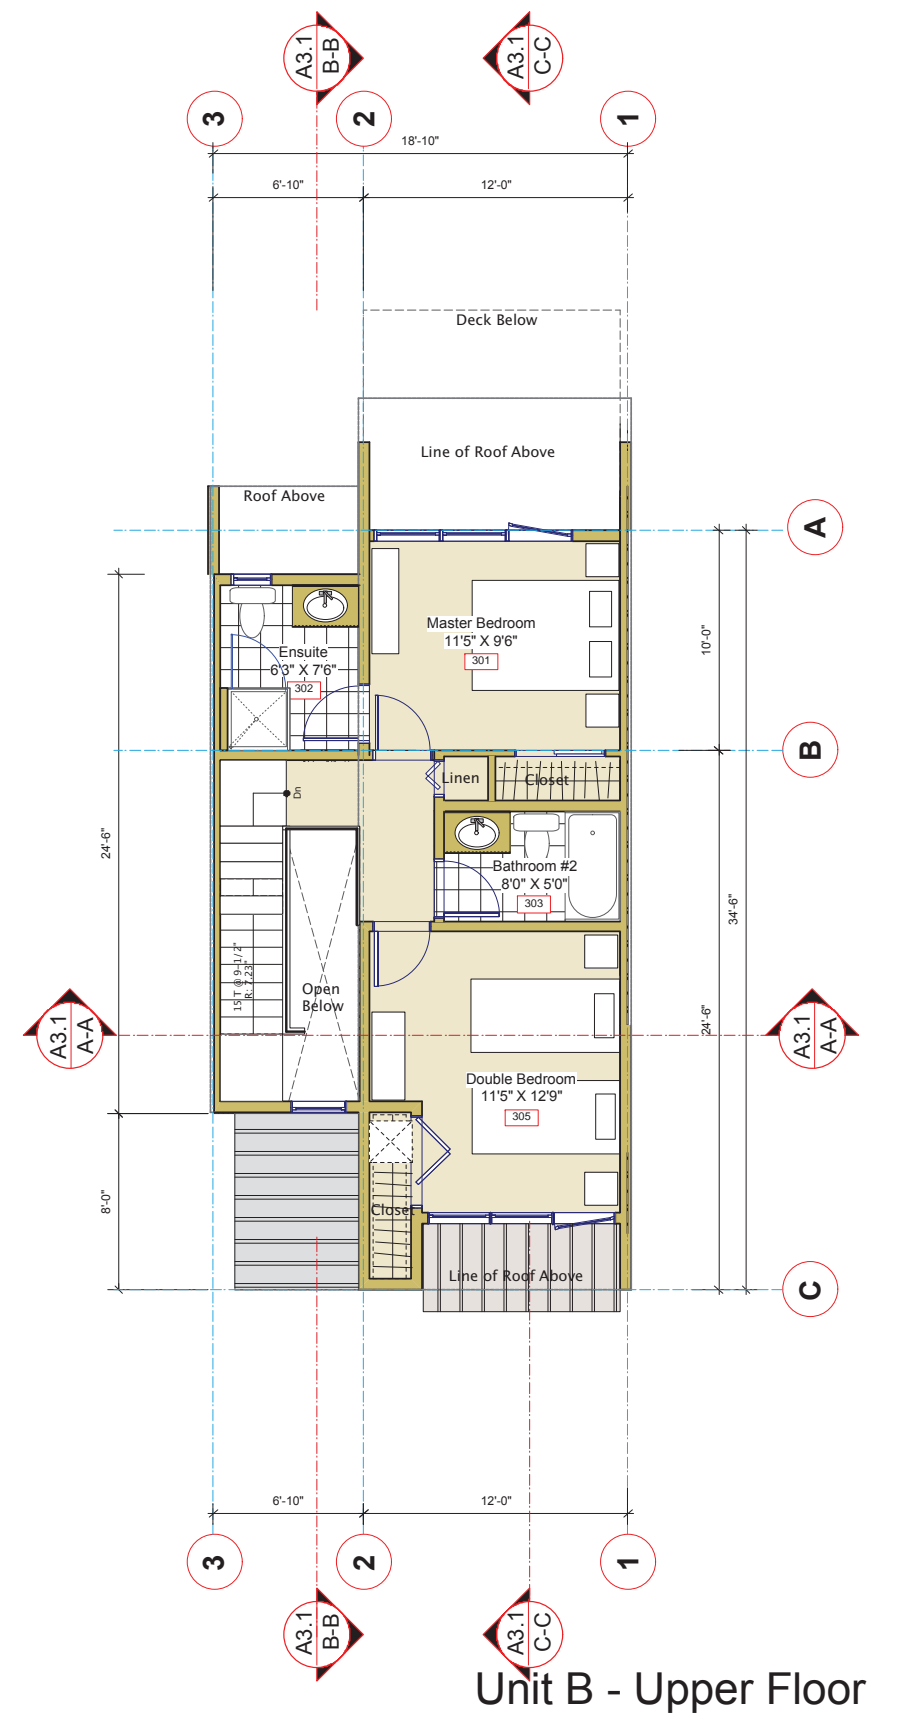 A3.1
B-B
A3.1
C-C
3
2
1
18'-10"
6'-10"
12'-0"
Deck Below
Line of Roof Above
Roof Above
A
Master Bedroom
11'5" X 9'6"
301
Ensuite
6'3" X 7'6"
302
10'-0"
B
Linen
Closet
Dn
24'-6"
Bathroom #2
8'0" X 5'0"
303
34'-6"
15 T @ 9-1/2"
R: 7.23"
Open
Below
A3.1
A-A
24'-6"
A3.1
A-A
Double Bedroom
11'5" X 12'9"
305
8'-0"
Closet
Line of Roof Above
C
6'-10"
12'-0"
3
2
1
A3.1
B-B
A3.1
C-C
Unit B - Upper Floor